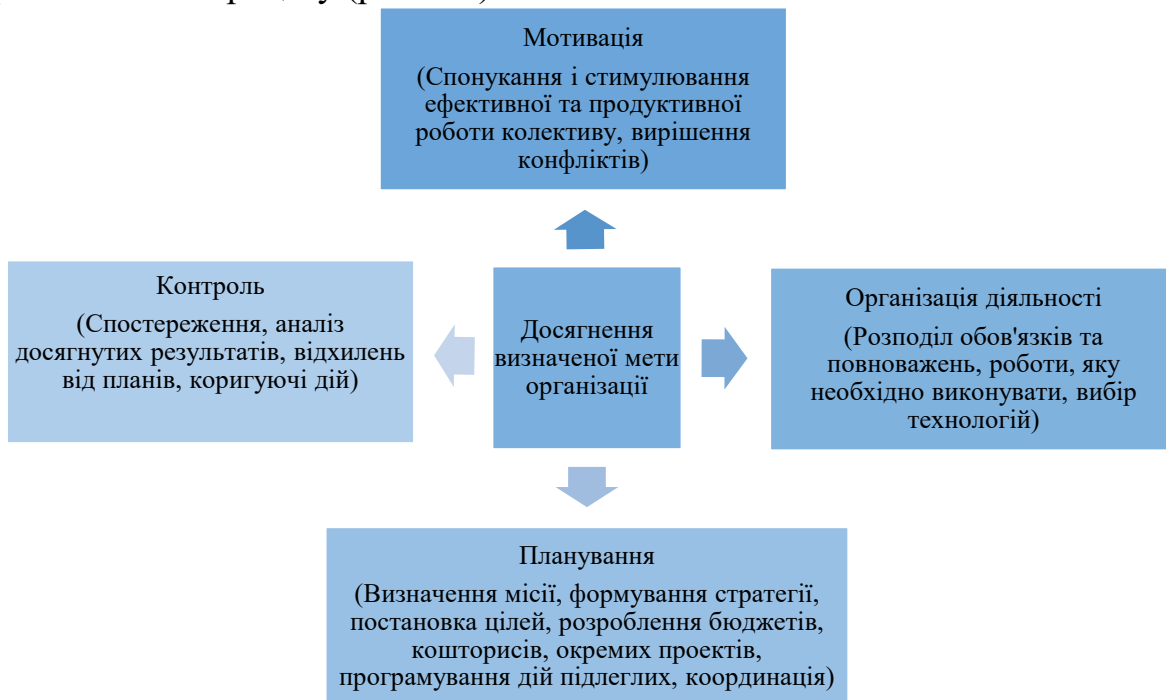 Мотивація
(Спонукання і стимулювання
ефективної та продуктивної
роботи колективу, вирішення
конфліктів)
Контроль
(Спостереження, аналіз
досягнутих результатів, відхилень
від планів, коригуючі дій)
Досягнення
визначеної мети
організації
Організація діяльності
(Розподіл обов'язків та
повноважень, роботи, яку
необхідно виконувати, вибір
технологій)
Планування
(Визначення місії, формування стратегії,
постановка цілей, розроблення бюджетів,
кошторисів, окремих проектів,
програмування дій підлеглих, координація)